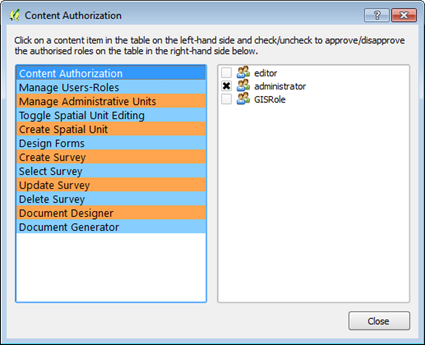 Content Authorization
Click on a content item in the table on the left-hand side and check/uncheck to approve/disapprove
the authorised roles on the table in the right-hand side below.
Content Authorization
Manage Users-Roles
Manage Administrative Units
Toggle Spatial Unit Editing
Create Spatial Unit
Design Forms
Create Survey
Select Survey
Update Survey
Delete Survey
Document Designer
Document Generator
editor
administrator
GISRole
Close